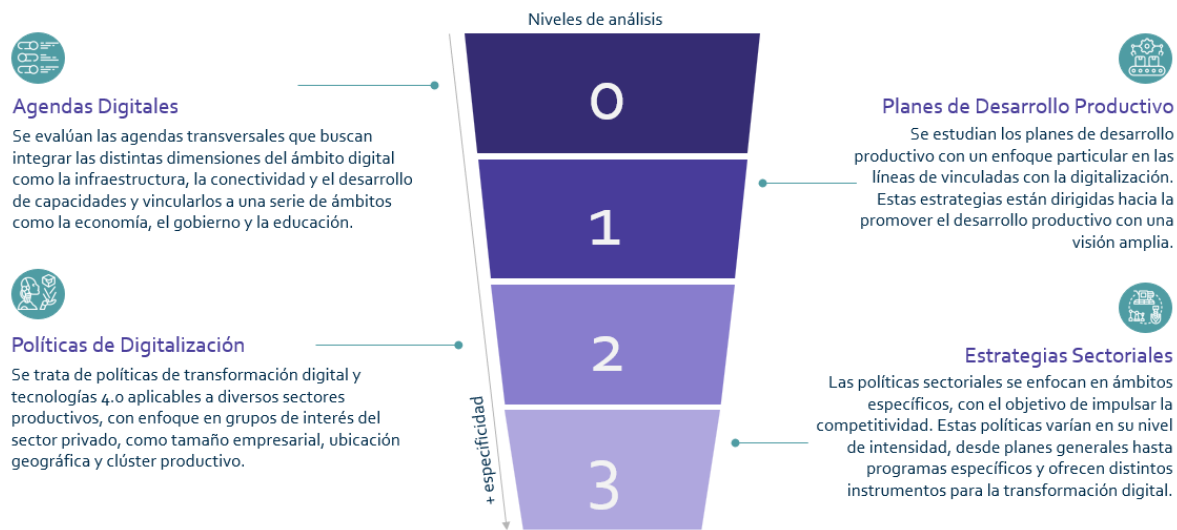 Niveles de análisis
Agendas Digitales
Se evalúan las agendas transversales que buscan
integrar las distintas dimensiones del ámbito digital
como la infraestructura, la conectividad y el desarrollo
de capacidades y vincularlos a una serie de ámbitos
como la economía, el gobierno y la educación.
0
Planes de Desarrollo Productivo
Se estudian los planes de desarrollo
productivo con un enfoque particular en las
líneas de vinculadas con la digitalización.
Estas estrategias están dirigidas hacia la
promover el desarrollo productivo con una
visión amplia.
1
Políticas de Digitalización
Se trata de políticas de transformación digital y
tecnologías 4.0 aplicables a diversos sectores
productivos, con enfoque en grupos de interés del
sector privado, como tamaño empresarial, ubicación
geográfica y clúster productivo.
2
Estrategias Sectoriales
Las políticas sectoriales se enfocan en ámbitos
específicos, con el objetivo de impulsar la
competitividad. Estas políticas varían en su nivel
de intensidad, desde planes generales hasta
programas específicos y ofrecen distintos
instrumentos para la transformación digital.
3
+ especificidad